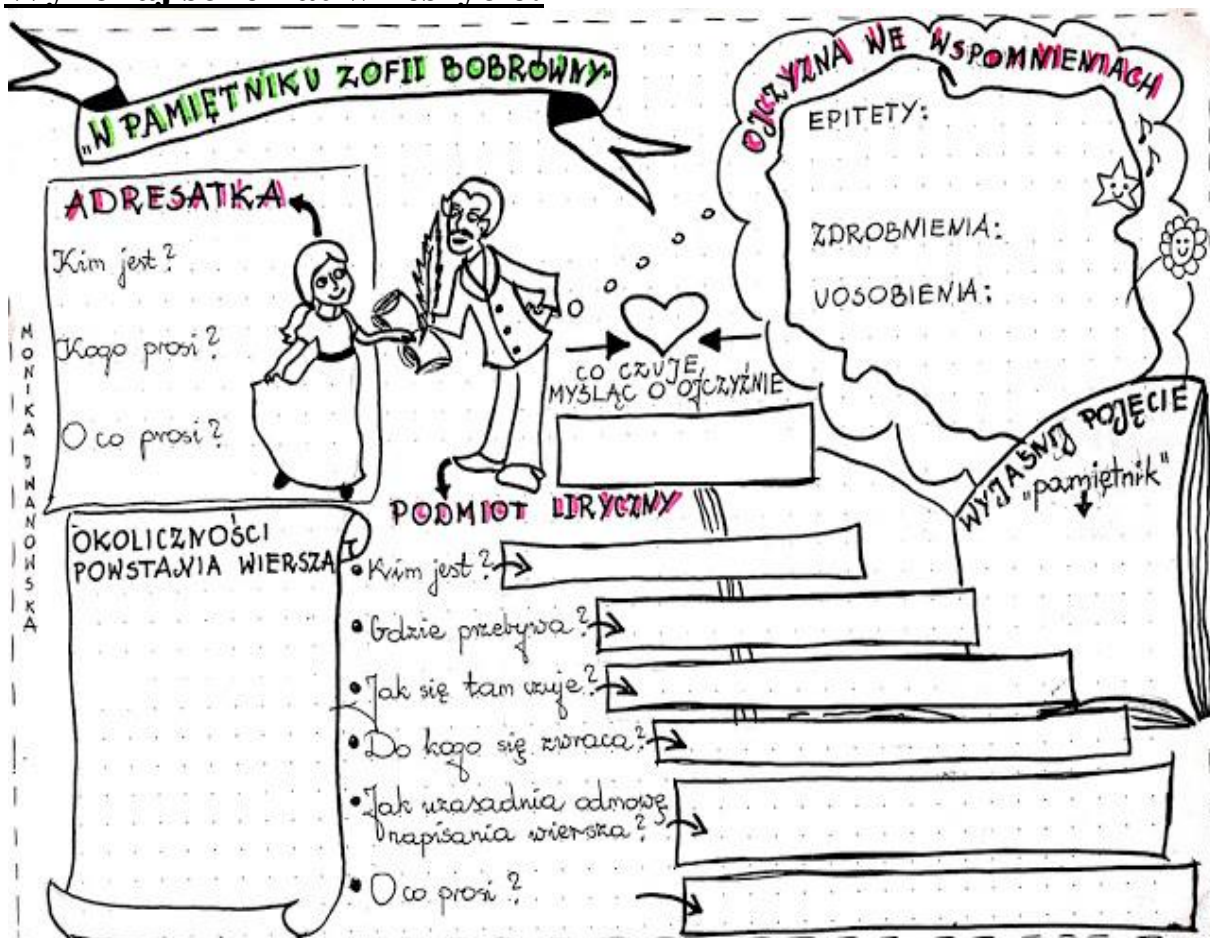 „W PAMIĘTNIKU ZOFII BOBRÓWNY”
OJCZYZNA WE WSPOMNIENIACH
EPITETY:
ZDROBNIENIA:
UOSOBIENIA:
ADRESATKA
Kim jest?
Kogo prosi?
O co prosi?
CO CZUJE,
MYŚLĄC O OJCZYŹNIE
WYJAŚNIJ POJĘCIE
"pamiętnik"
OKOLICZNOŚCI
POWSTANIA WIERSZA
PODMIOT LIRYCZNY
Kim jest?
Gdzie przebywa?
Jak się tam czuje?
Do kogo się zwraca?
Jak uzasadnia odmowę
napisania wiersza?
O co prosi?
MONIKA IWANOWSKA